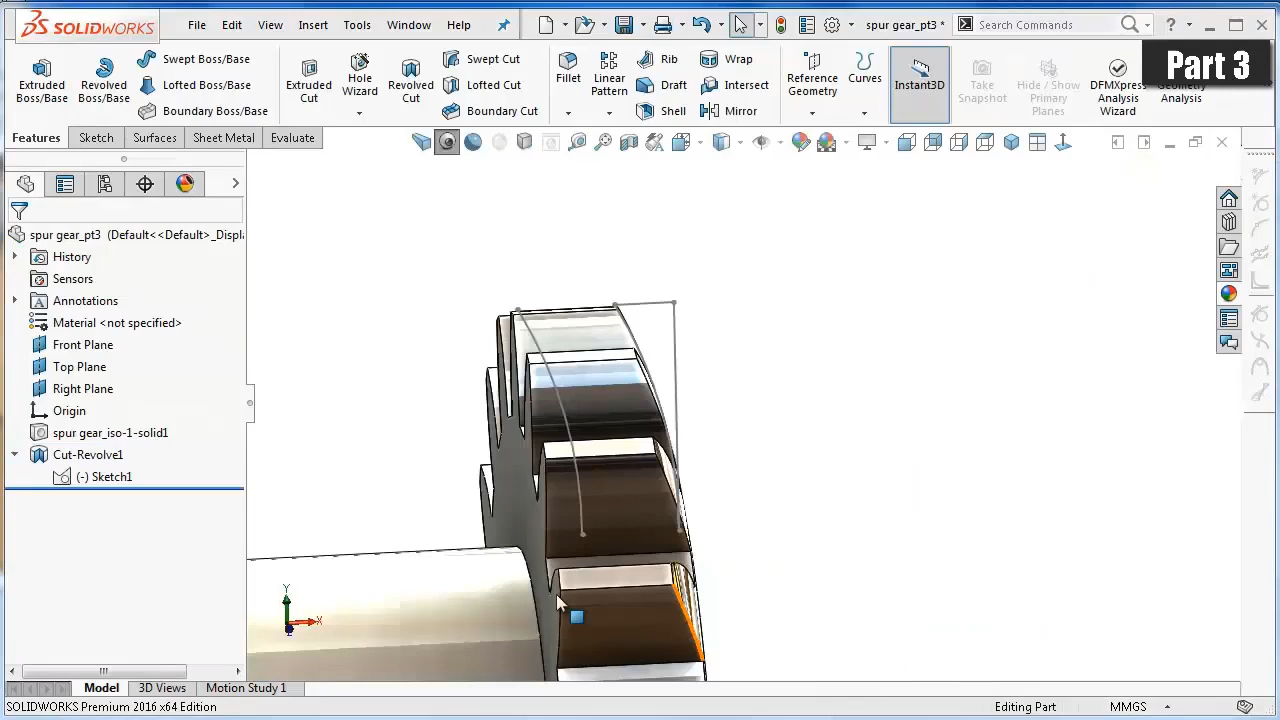 SOLIDWORKS
File Edit View Insert Tools Window Help
spur gear_pt3 *
Search Commands
Part 3
Extruded Boss/Base
Revolved Boss/Base
Swept Boss/Base
Lofted Boss/Base
Boundary Boss/Base
Extruded Cut
Hole Wizard
Revolved Cut
Swept Cut
Lofted Cut
Boundary Cut
Fillet
Linear Pattern
Rib
Draft
Shell
Wrap
Intersect
Mirror
Reference Geometry
Curves
Instant3D
Take Snapshot
Hide / Show Primary Planes
DFMXpress Analysis Wizard
Geometry Analysis
Features Sketch Surfaces Sheet Metal Evaluate
spur gear_pt3 (Default<<Default>_Displ
History
Sensors
Annotations
Material <not specified>
Front Plane
Top Plane
Right Plane
Origin
spur gear_iso-1-solid1
Cut-Revolve1
(-) Sketch1
Y
X
Z
Model 3D Views Motion Study 1
SOLIDWORKS Premium 2016 x64 Edition
Editing Part
MMGS